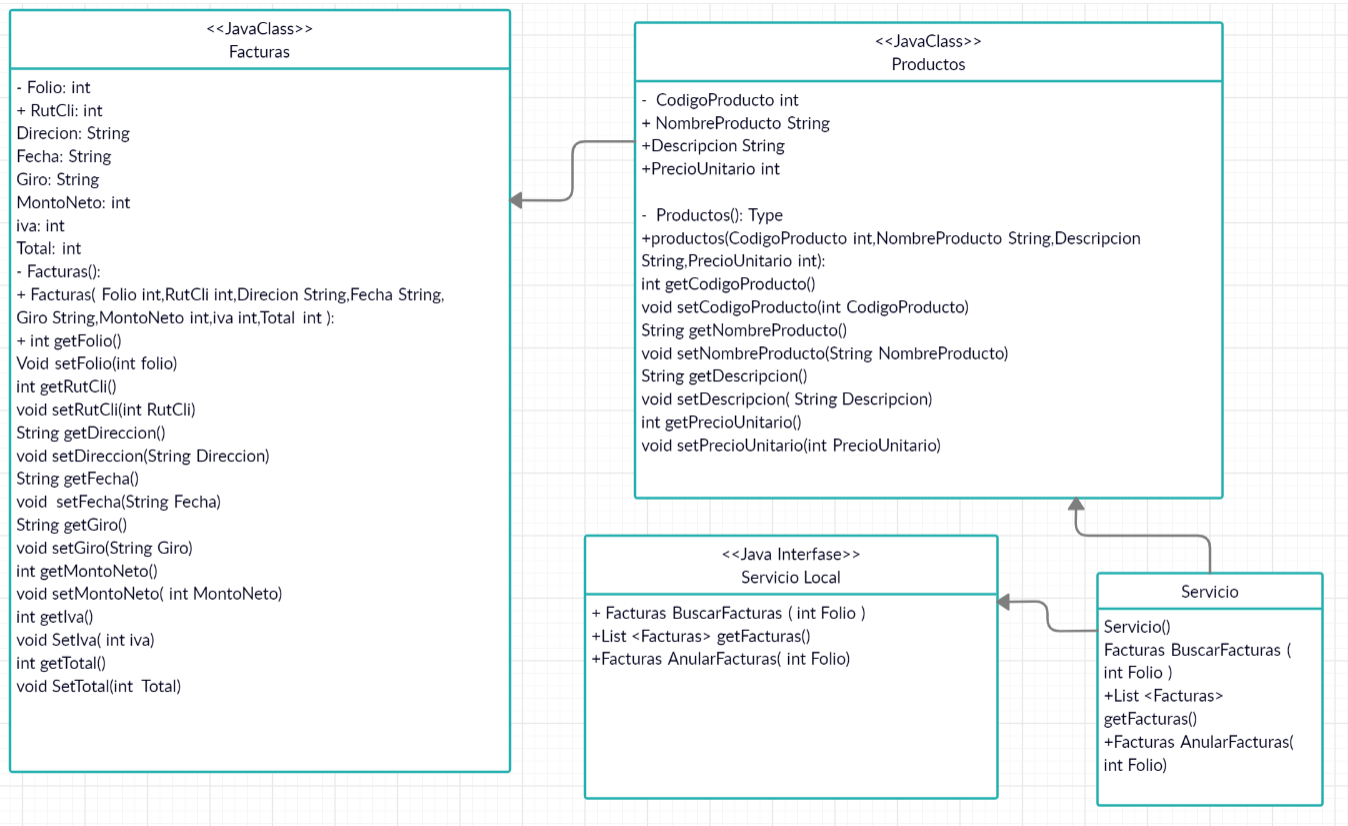 <<JavaClass>>
Facturas
- Folio: int
+ RutCli: int
Direcion: String
Fecha: String
Giro: String
MontoNeto: int
iva: int
Total: int
- Facturas():
+ Facturas( Folio int,RutCli int,Direcion String,Fecha String,
Giro String,MontoNeto int,iva int,Total int ):
+ int getFolio()
Void setFolio(int folio)
int getRutCli()
void setRutCli(int RutCli)
String getDireccion()
void setDireccion(String Direccion)
String getFecha()
void setFecha(String Fecha)
String getGiro()
void setGiro(String Giro)
int getMontoNeto()
void setMontoNeto( int MontoNeto)
int getIva()
void SetIva( int iva)
int getTotal()
void SetTotal(int Total)
<<JavaClass>>
Productos
- CodigoProducto int
+ NombreProducto String
+Descripcion String
+PrecioUnitario int
- Productos(): Type
+productos(CodigoProducto int,NombreProducto String,Descripcion
String,PrecioUnitario int):
int getCodigoProducto()
void setCodigoProducto(int CodigoProducto)
String getNombreProducto()
void setNombreProducto(String NombreProducto)
String getDescripcion()
void setDescripcion( String Descripcion)
int getPrecioUnitario()
void setPrecioUnitario(int PrecioUnitario)
<<Java Interfase>>
Servicio Local
+ Facturas BuscarFacturas ( int Folio )
+List <Facturas> getFacturas()
+Facturas AnularFacturas( int Folio)
Servicio
Servicio()
Facturas BuscarFacturas (
int Folio )
+List <Facturas>
getFacturas()
+Facturas AnularFacturas(
int Folio)